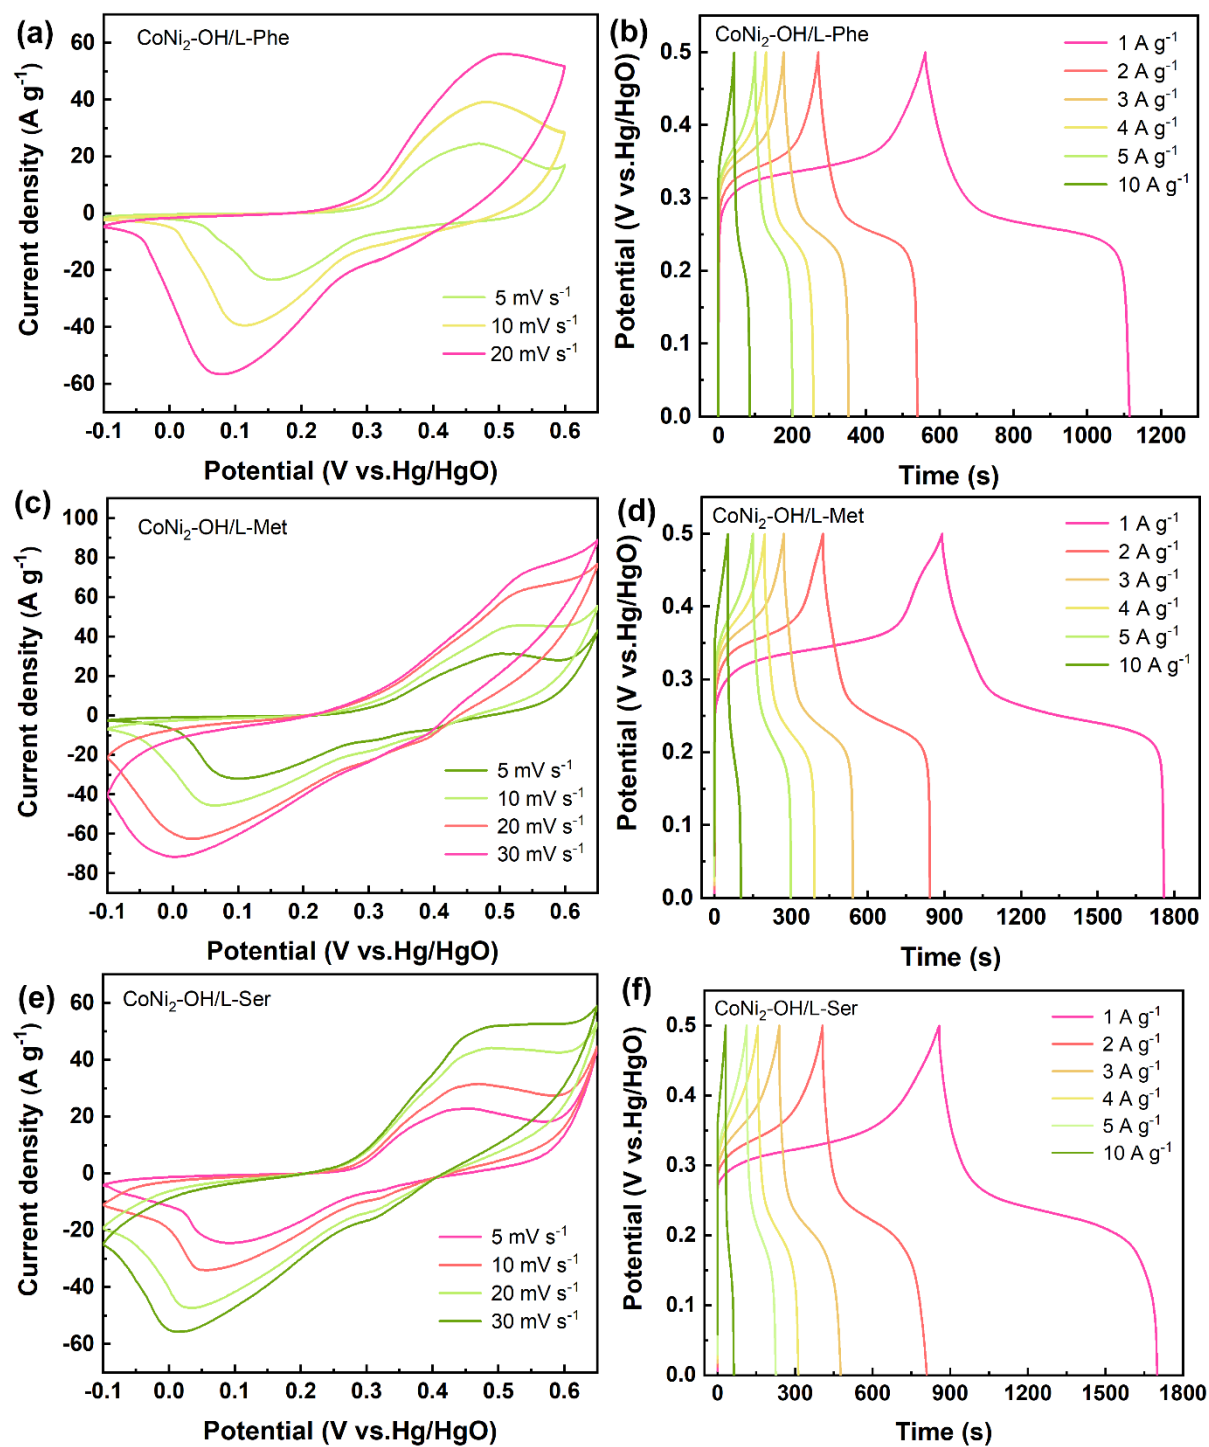 (a)
CoNi₂-OH/L-Phe
60
40
20
0
-20
-40
-60
Current density (A g⁻¹)
5 mV s⁻¹
10 mV s⁻¹
20 mV s⁻¹
-0.1 0.0 0.1 0.2 0.3 0.4 0.5 0.6
Potential (V vs.Hg/HgO)
(b)
CoNi₂-OH/L-Phe
0.5
0.4
0.3
0.2
0.1
0.0
Potential (V vs.Hg/HgO)
1 A g⁻¹
2 A g⁻¹
3 A g⁻¹
4 A g⁻¹
5 A g⁻¹
10 A g⁻¹
0 200 400 600 800 1000 1200
Time (s)
(c)
CoNi₂-OH/L-Met
100
80
60
40
20
0
-20
-40
-60
-80
Current density (A g⁻¹)
5 mV s⁻¹
10 mV s⁻¹
20 mV s⁻¹
30 mV s⁻¹
-0.1 0.0 0.1 0.2 0.3 0.4 0.5 0.6
Potential (V vs.Hg/HgO)
(d)
CoNi₂-OH/L-Met
0.5
0.4
0.3
0.2
0.1
0.0
Potential (V vs.Hg/HgO)
1 A g⁻¹
2 A g⁻¹
3 A g⁻¹
4 A g⁻¹
5 A g⁻¹
10 A g⁻¹
0 300 600 900 1200 1500 1800
Time (s)
(e)
CoNi₂-OH/L-Ser
60
40
20
0
-20
-40
-60
Current density (A g⁻¹)
5 mV s⁻¹
10 mV s⁻¹
20 mV s⁻¹
30 mV s⁻¹
-0.1 0.0 0.1 0.2 0.3 0.4 0.5 0.6
Potential (V vs.Hg/HgO)
(f)
CoNi₂-OH/L-Ser
0.5
0.4
0.3
0.2
0.1
0.0
Potential (V vs.Hg/HgO)
1 A g⁻¹
2 A g⁻¹
3 A g⁻¹
4 A g⁻¹
5 A g⁻¹
10 A g⁻¹
0 300 600 900 1200 1500 1800
Time (s)